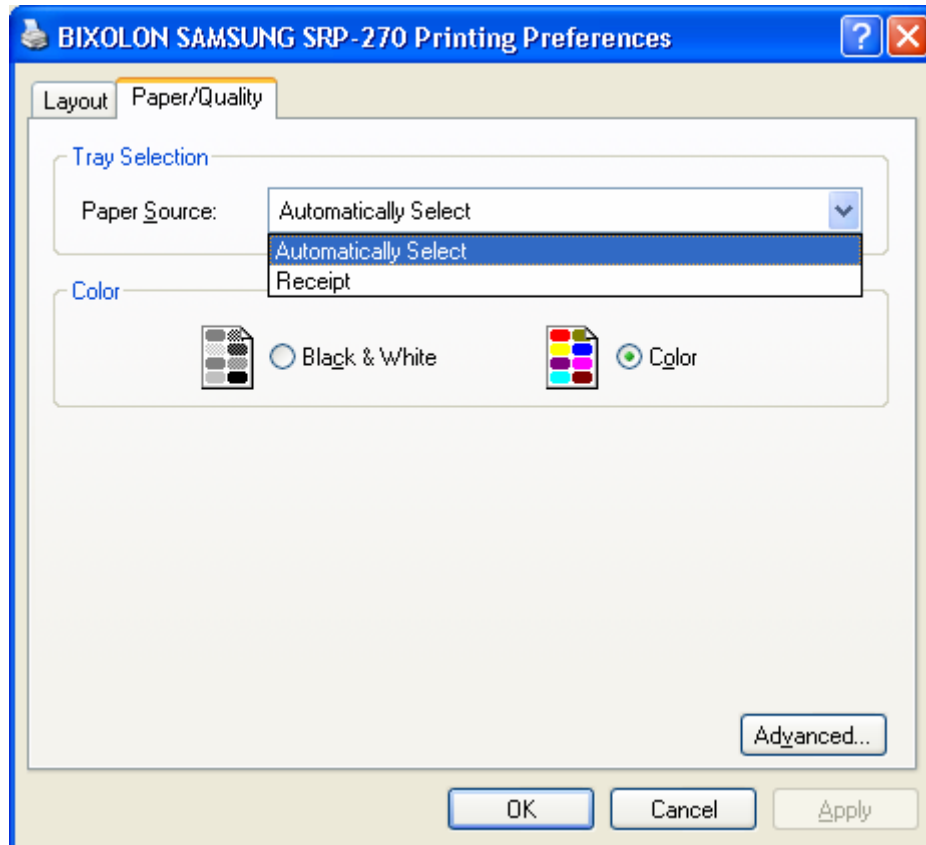 BIXOLON SAMSUNG SRP-270 Printing Preferences
Layout Paper/Quality
Tray Selection
Paper Source: Automatically Select
Automatically Select
Receipt
Color
Black & White Color
Advanced...
OK Cancel Apply